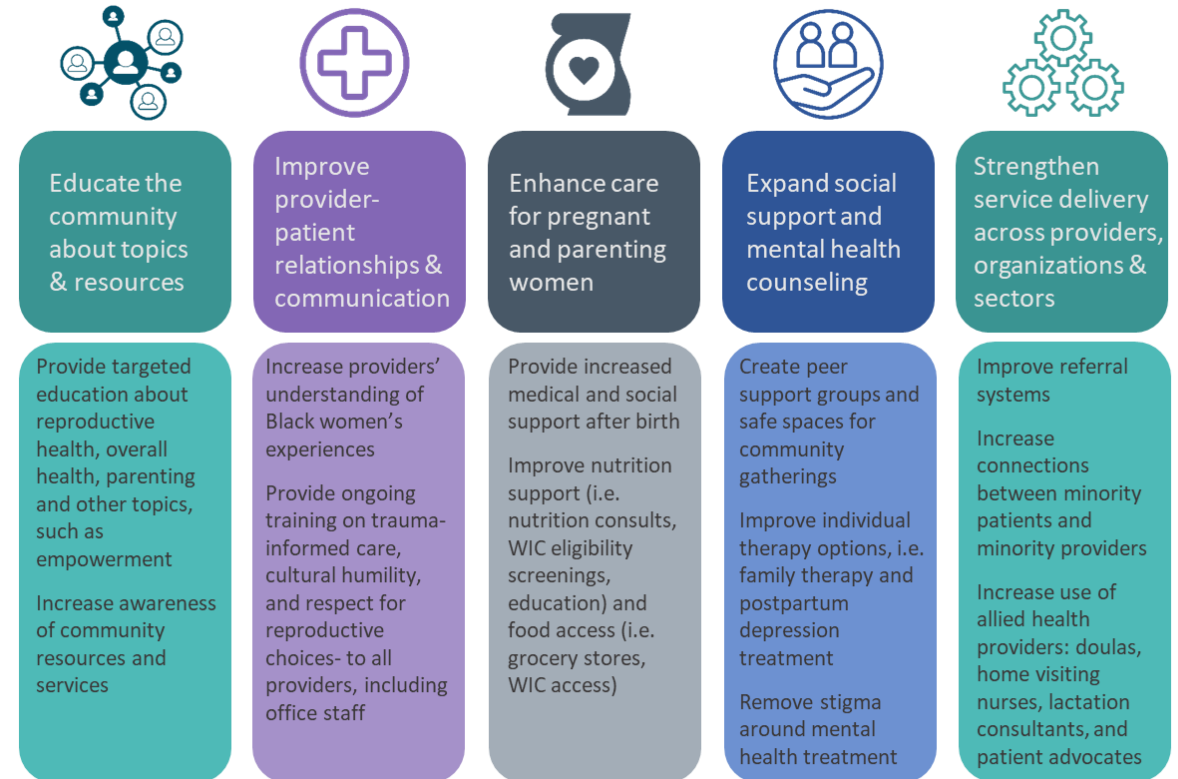 Educate the
community
about topics
& resources
Improve
provider-
patient
relationships &
communication
Enhance care
for pregnant
and parenting
women
Expand social
support and
mental health
counseling
Strengthen
service delivery
across providers,
organizations &
sectors
Provide targeted
education about
reproductive
health, overall
health, parenting
and other topics,
such as
empowerment
Increase awareness
of community
resources and
services
Increase providers’
understanding of
Black women’s
experiences
Provide ongoing
training on trauma-
informed care,
cultural humility,
and respect for
reproductive
choices- to all
providers, including
office staff
Provide increased
medical and social
support after birth
Improve nutrition
support (i.e.
nutrition consults,
WIC eligibility
screenings,
education) and
food access (i.e.
grocery stores,
WIC access)
Create peer
support groups and
safe spaces for
community
gatherings
Improve individual
therapy options, i.e.
family therapy and
postpartum
depression
treatment
Remove stigma
around mental
health treatment
Improve referral
systems
Increase
connections
between minority
patients and
minority providers
Increase use of
allied health
providers: doulas,
home visiting
nurses, lactation
consultants, and
patient advocates